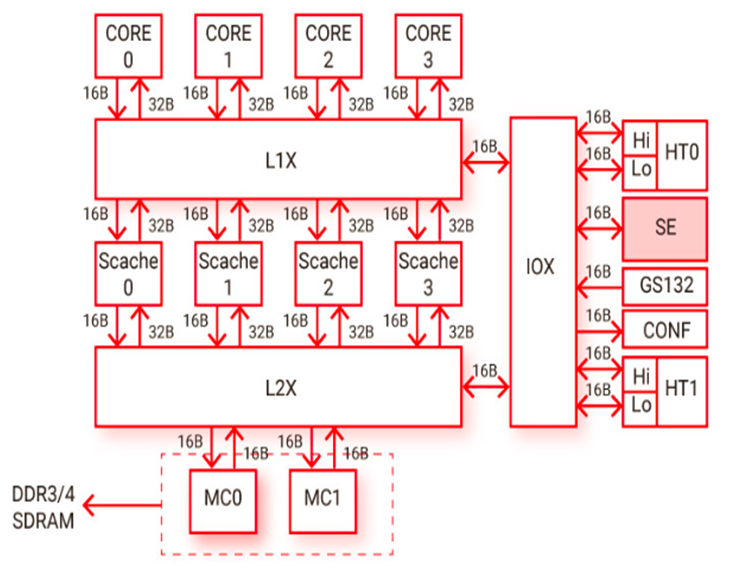 CORE 0
CORE 1
CORE 2
CORE 3
16B 32B 16B 32B 16B 32B 16B 32B
L1X
16B
16B 32B 16B 32B 16B 32B 16B 32B
Scache 0
Scache 1
Scache 2
Scache 3
16B 32B 16B 32B 16B 32B 16B 32B
L2X
16B
16B 16B 16B 16B
MC0
MC1
DDR3/4
SDRAM
IOX
16B
Hi
16B
Lo
HT0
16B
SE
16B
GS132
CONF
16B
Hi
16B
Lo
HT1